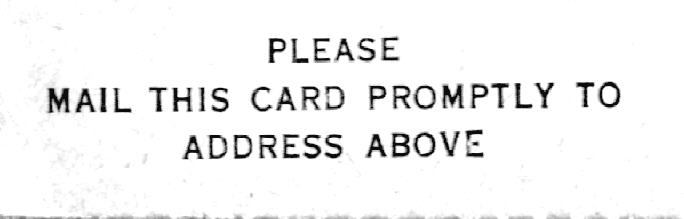 PLEASE
MAIL THIS CARD PROMPTLY TO
ADDRESS ABOVE